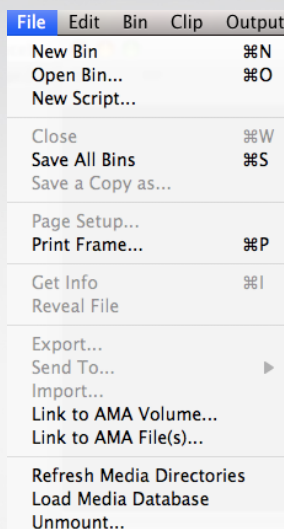 File Edit Bin Clip Output
New Bin ⌘N
Open Bin... ⌘O
New Script...
Close ⌘W
Save All Bins ⌘S
Save a Copy as...
Page Setup...
Print Frame... ⌘P
Get Info ⌘I
Reveal File
Export...
Send To...
Import...
Link to AMA Volume...
Link to AMA File(s)...
Refresh Media Directories
Load Media Database
Unmount...